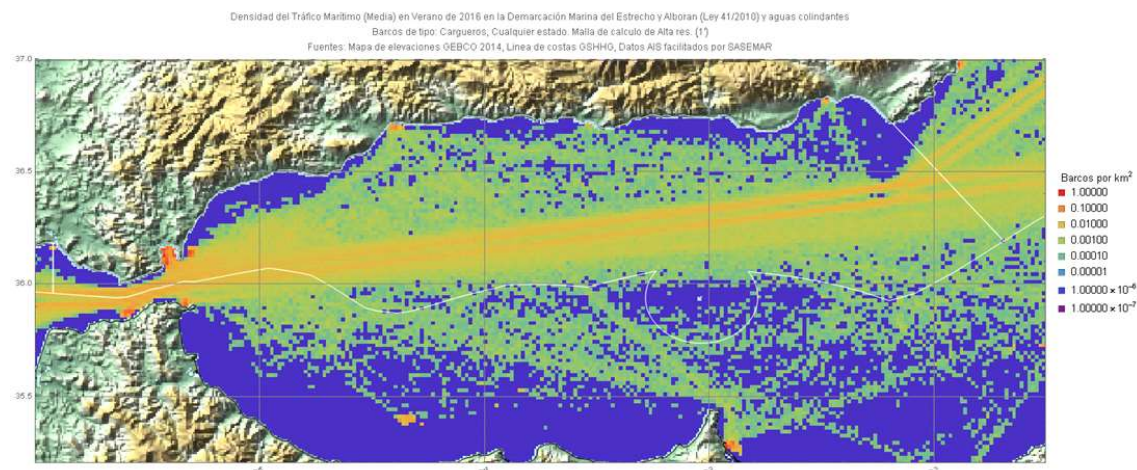 Densidad del Tráfico Marítimo (Media) en Verano de 2016 en la Demarcación Marina del Estrecho y Alboran (Ley 41/2010) y aguas colindantes
Barcos de tipo: Cargueros, Cualquier estado. Malla de calculo de Alta res. (1')
Fuentes: Mapa de elevaciones GEBCO 2014, Linea de costas GSHHG, Datos AIS facilitados por SASEMAR
37.0
36.5
36.0
35.5
Barcos por km²
1.00000
0.10000
0.01000
0.00100
0.00010
0.00001
1.00000 × 10⁻⁶
1.00000 × 10⁻⁷